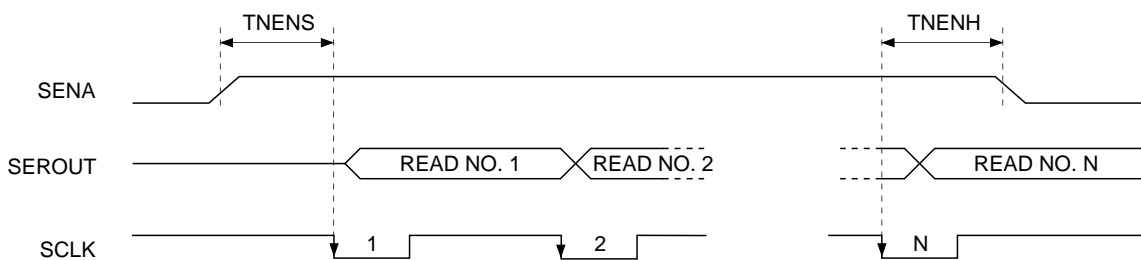 TNENS TNENH
SENA
SEROUT READ NO. 1 READ NO. 2 READ NO. N
SCLK 1 2 N